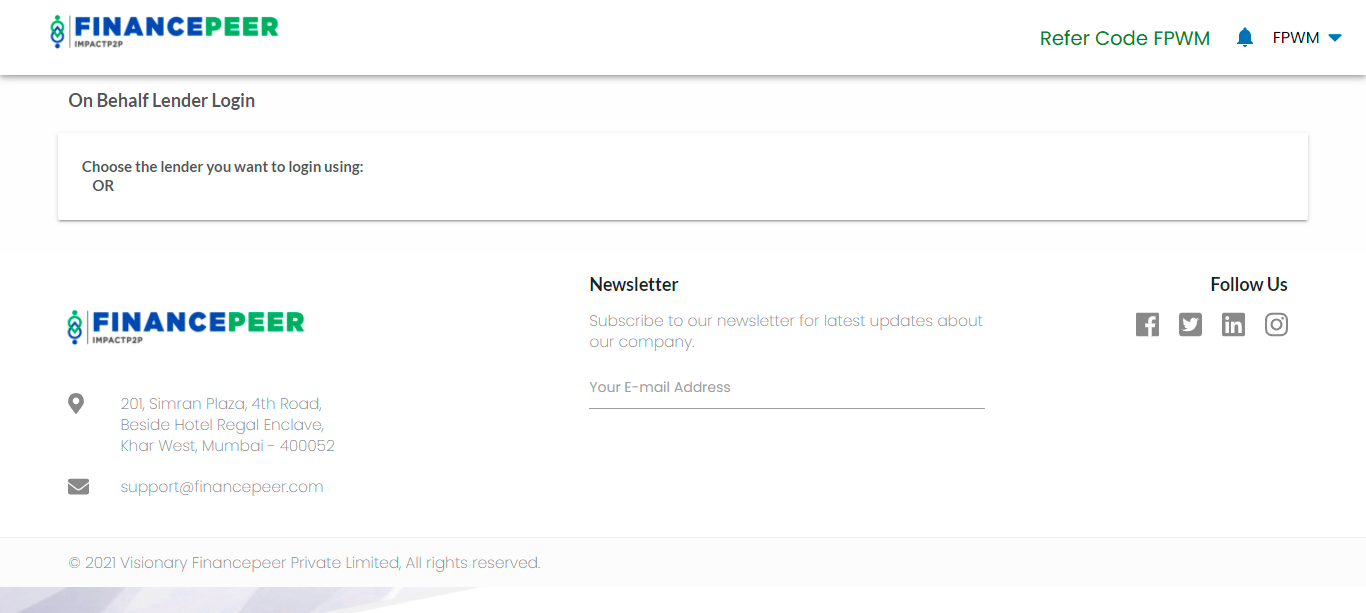 FINANCEPEER
IMPACTP2P
Refer Code FPWM
FPWM
On Behalf Lender Login
Choose the lender you want to login using:
OR
FINANCEPEER
IMPACTP2P
201, Simran Plaza, 4th Road,
Beside Hotel Regal Enclave,
Khar West, Mumbai - 400052
support@financepeer.com
Newsletter
Subscribe to our newsletter for latest updates about
our company.
Your E-mail Address
Follow Us
© 2021 Visionary Financepeer Private Limited, All rights reserved.